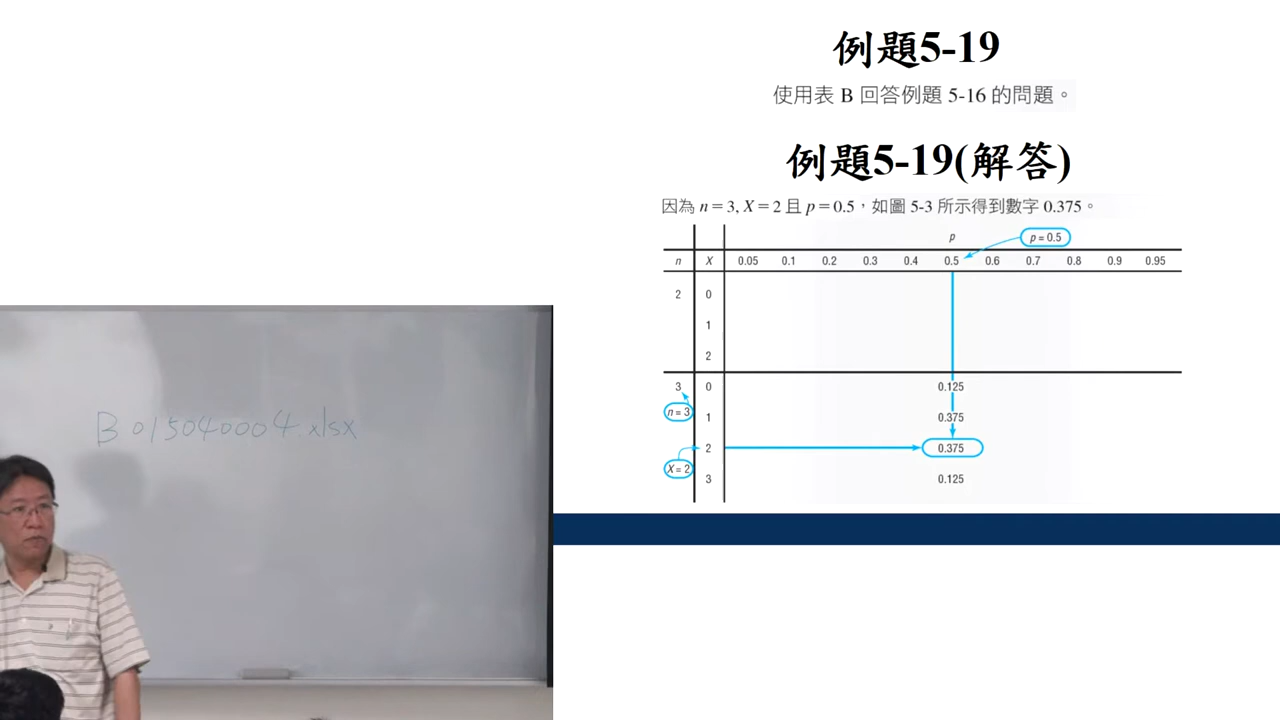 例題5-19
使用表 B 回答例題 5-16 的問題。
例題5-19(解答)
因為 n = 3, X = 2 且 p = 0.5，如圖 5-3 所示得到數字 0.375。
p
p = 0.5
n X 0.05 0.1 0.2 0.3 0.4 0.5 0.6 0.7 0.8 0.9 0.95
2 0
1
2
3 0 0.125
n = 3
1 0.375
2 0.375
X = 2
3 0.125
B015040004.xlsx